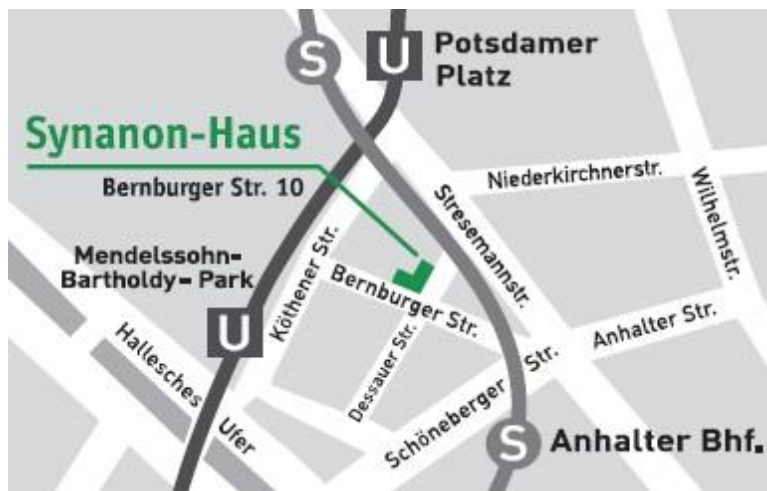 S
U
Potsdamer
Platz
Synanon-Haus
Bernburger Str. 10
Niederkirchnerstr.
Wilhelmstr.
Stresemannstr.
Mendelssohn-
Bartholdy-Park
U
Köthener Str.
Bernburger Str.
Dessauer Str.
Anhalter Str.
Hallesches
Ufer
Schöneberger Str.
S
Anhalter Bhf.